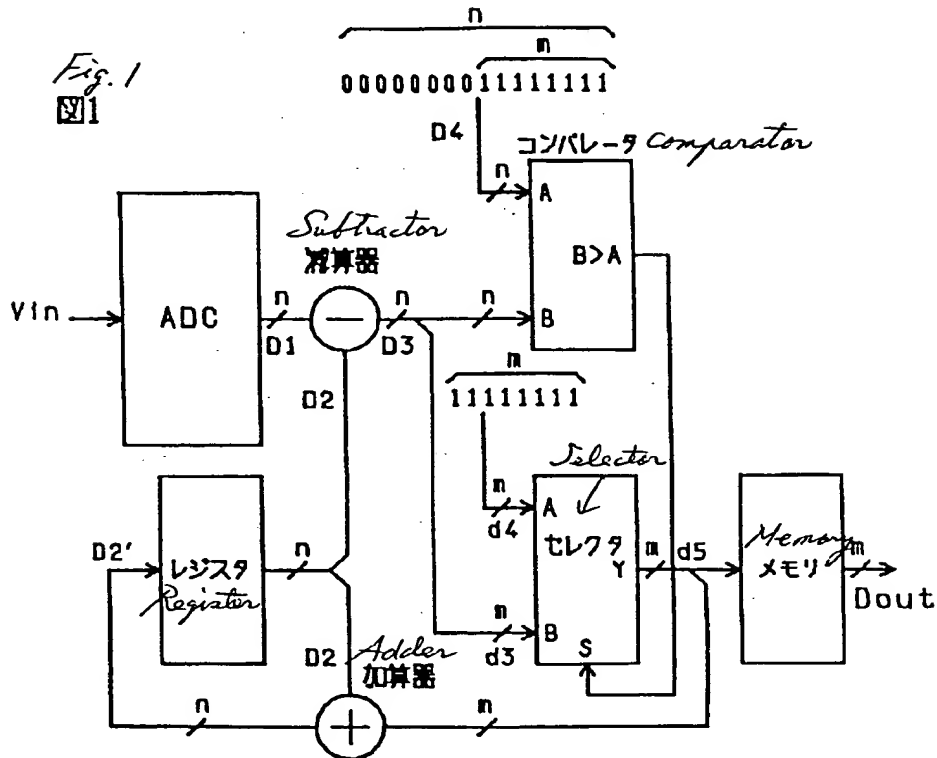 n
m
Fig. 1
図1
0000000011111111
D4
コンパレータ Comparator
n
A
Subtractor
減算器
B>A
Vin
ADC
n
n
n
B
D1
D3
m
D2
11111111
Selector
m
A
d4
D2'
レジスタ
Register
n
セレクタ
Y
m
d5
Memory
メモリ
m
Dout
m
B
d3
S
D2
Adder
加算器
n
m